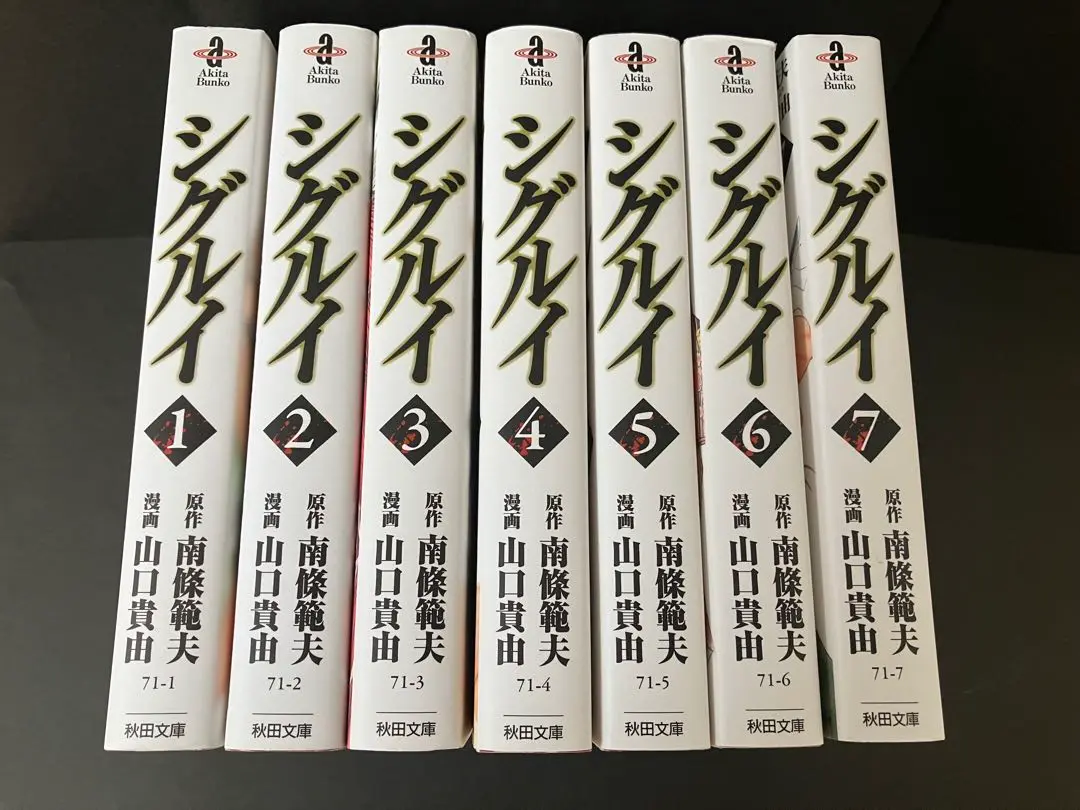 a
Akita
Bunko
シグルイ
1
原作 南條範夫
漫画 山口貴由
71-1
秋田文庫
a
Akita
Bunko
シグルイ
2
原作 南條範夫
漫画 山口貴由
71-2
秋田文庫
a
Akita
Bunko
シグルイ
3
原作 南條範夫
漫画 山口貴由
71-3
秋田文庫
a
Akita
Bunko
シグルイ
4
原作 南條範夫
漫画 山口貴由
71-4
秋田文庫
a
Akita
Bunko
シグルイ
5
原作 南條範夫
漫画 山口貴由
71-5
秋田文庫
a
Akita
Bunko
シグルイ
6
原作 南條範夫
漫画 山口貴由
71-6
秋田文庫
a
Akita
Bunko
シグルイ
7
原作 南條範夫
漫画 山口貴由
71-7
秋田文庫